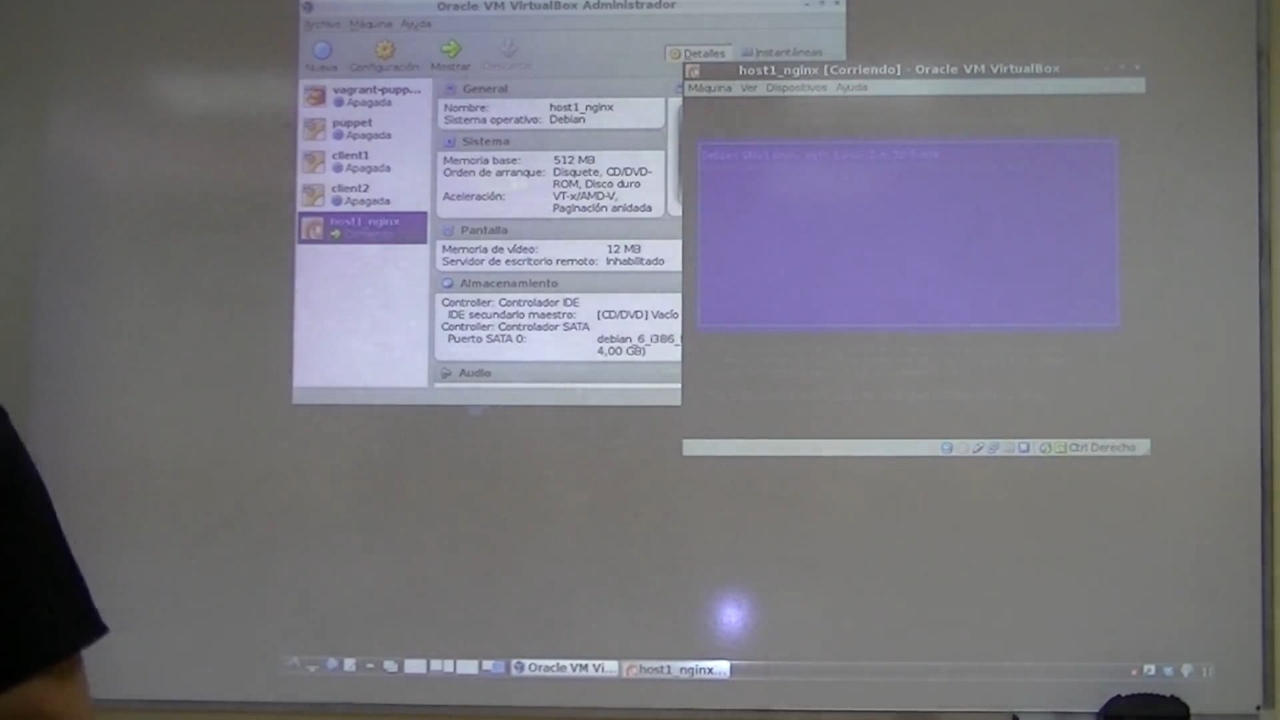 Oracle VM VirtualBox Administrador
Archivo Máquina Ayuda
Nueva Configuración Mostrar Descartar
Detalles Instantáneas
vagrant-pupp...
Apagada
puppet
Apagada
client1
Apagada
client2
Apagada
host1_nginx
Corriendo
General
Nombre: host1_nginx
Sistema operativo: Debian
Sistema
Memoria base: 512 MB
Orden de arranque: Disquete, CD/DVD-
ROM, Disco duro
Aceleración: VT-x/AMD-V,
Paginación anidada
Pantalla
Memoria de vídeo: 12 MB
Servidor de escritorio remoto: Inhabilitado
Almacenamiento
Controller: Controlador IDE
IDE secundario maestro: [CD/DVD] Vacío
Controller: Controlador SATA
Puerto SATA 0: debian_6_i386_
4,00 GB)
Audio
host1_nginx [Corriendo] - Oracle VM VirtualBox
Máquina Ver Dispositivos Ayuda
Ctrl Derecho
Oracle VM Vi...
host1_nginx...